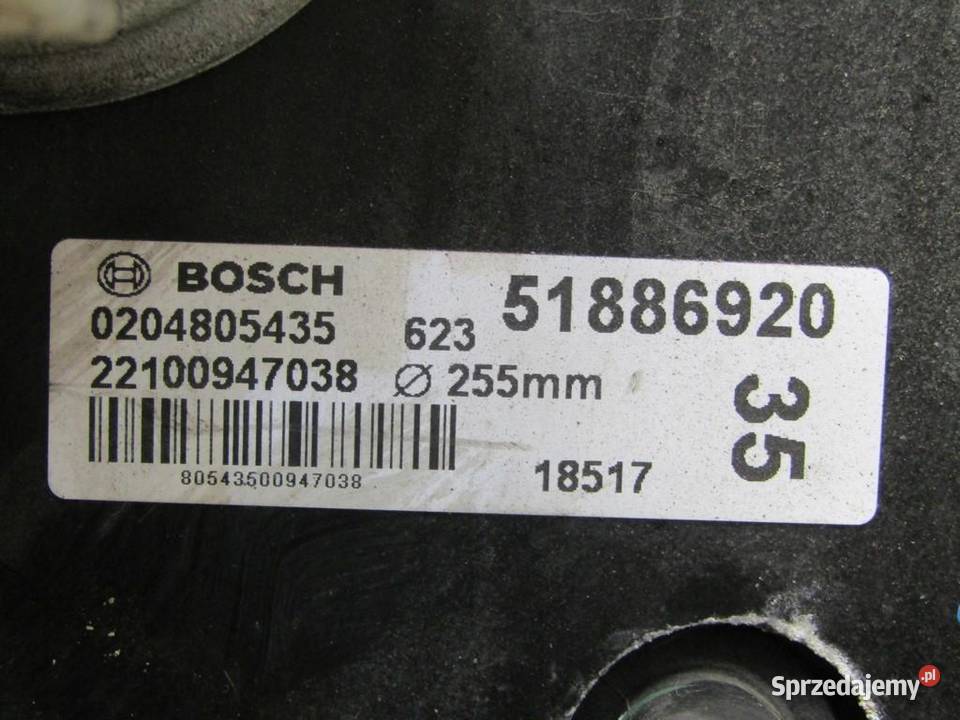 BOSCH
0204805435 623 51886920
22100947038 ∅ 255mm
35
80543500947038
18517
Sprzedajemy.pl